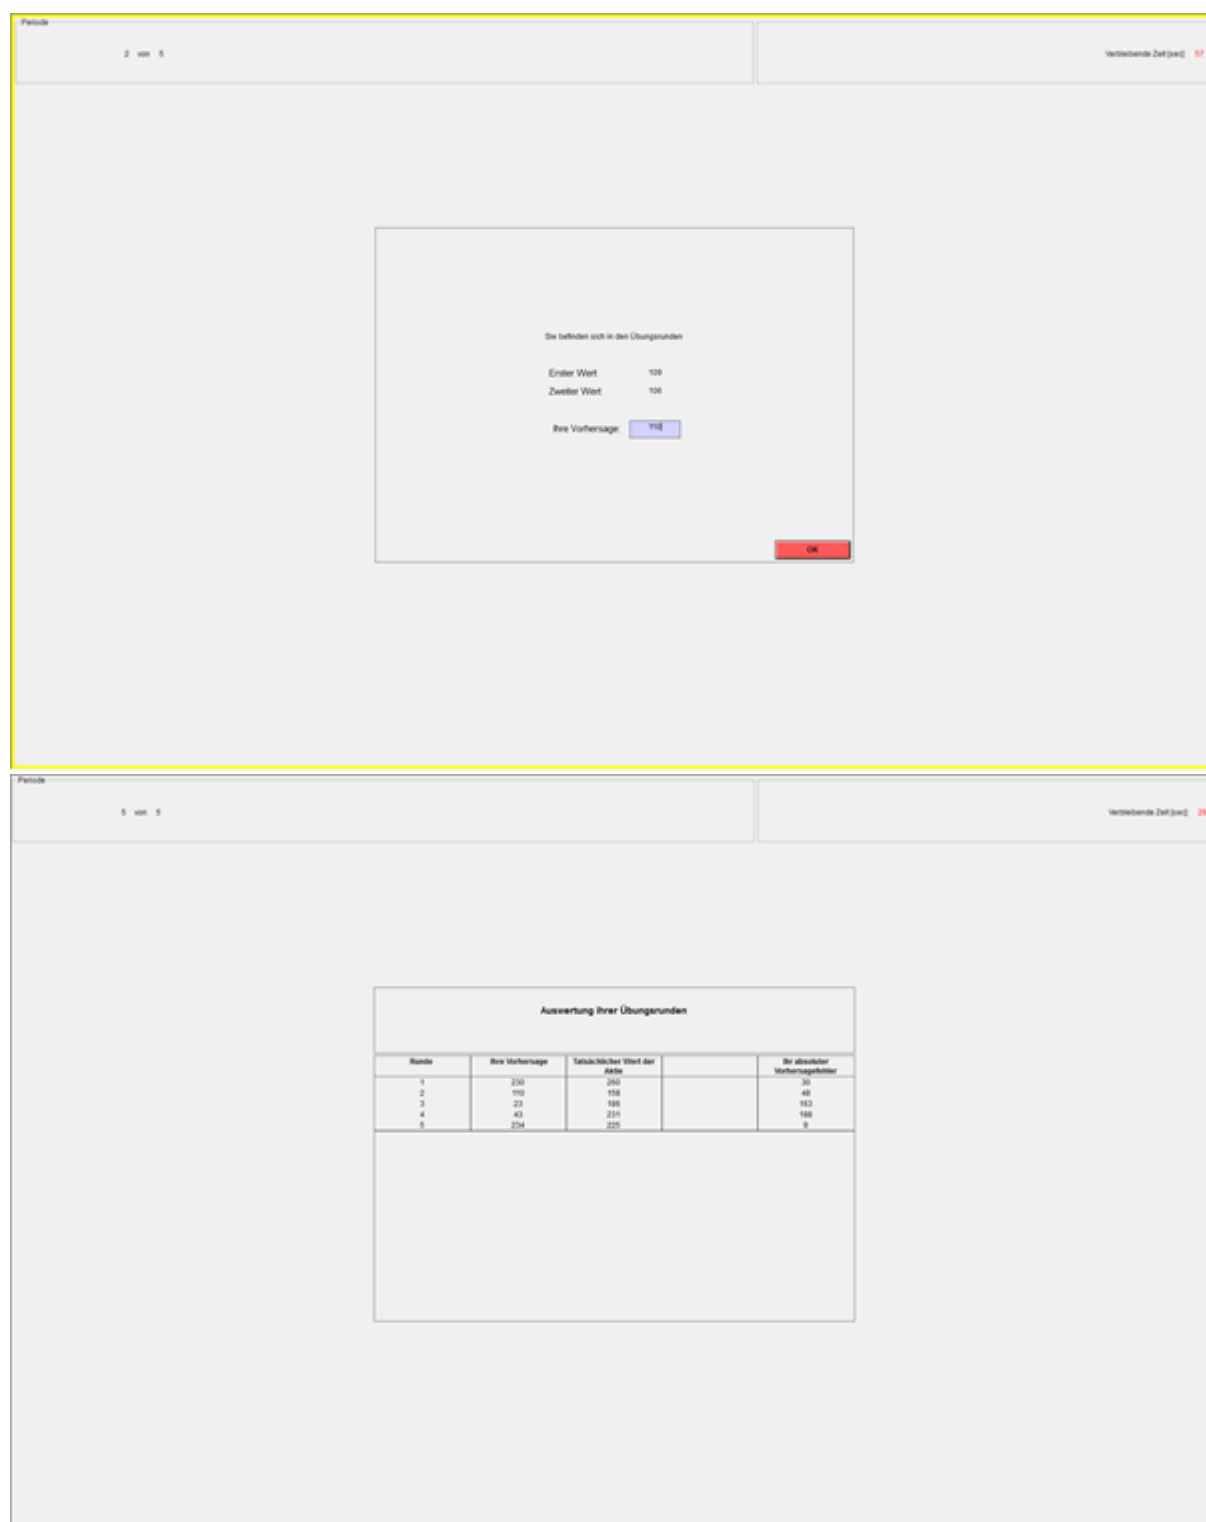 Periode
2 von 5
Verbleibende Zeit [sec]: 57
Sie befinden sich in den Übungsrunden
Erster Wert 109
Zweiter Wert 106
Ihre Vorhersage: 110
OK
Periode
5 von 5
Verbleibende Zeit [sec]:
Auswertung Ihrer Übungsrunden
Runde Ihre Vorhersage Tatsächlicher Wert der Aktie Ihr absoluter Vorhersagefehler
1 230 260 30
2 110 158 48
3 23 186 163
4 43 231 188
5 234 225 9